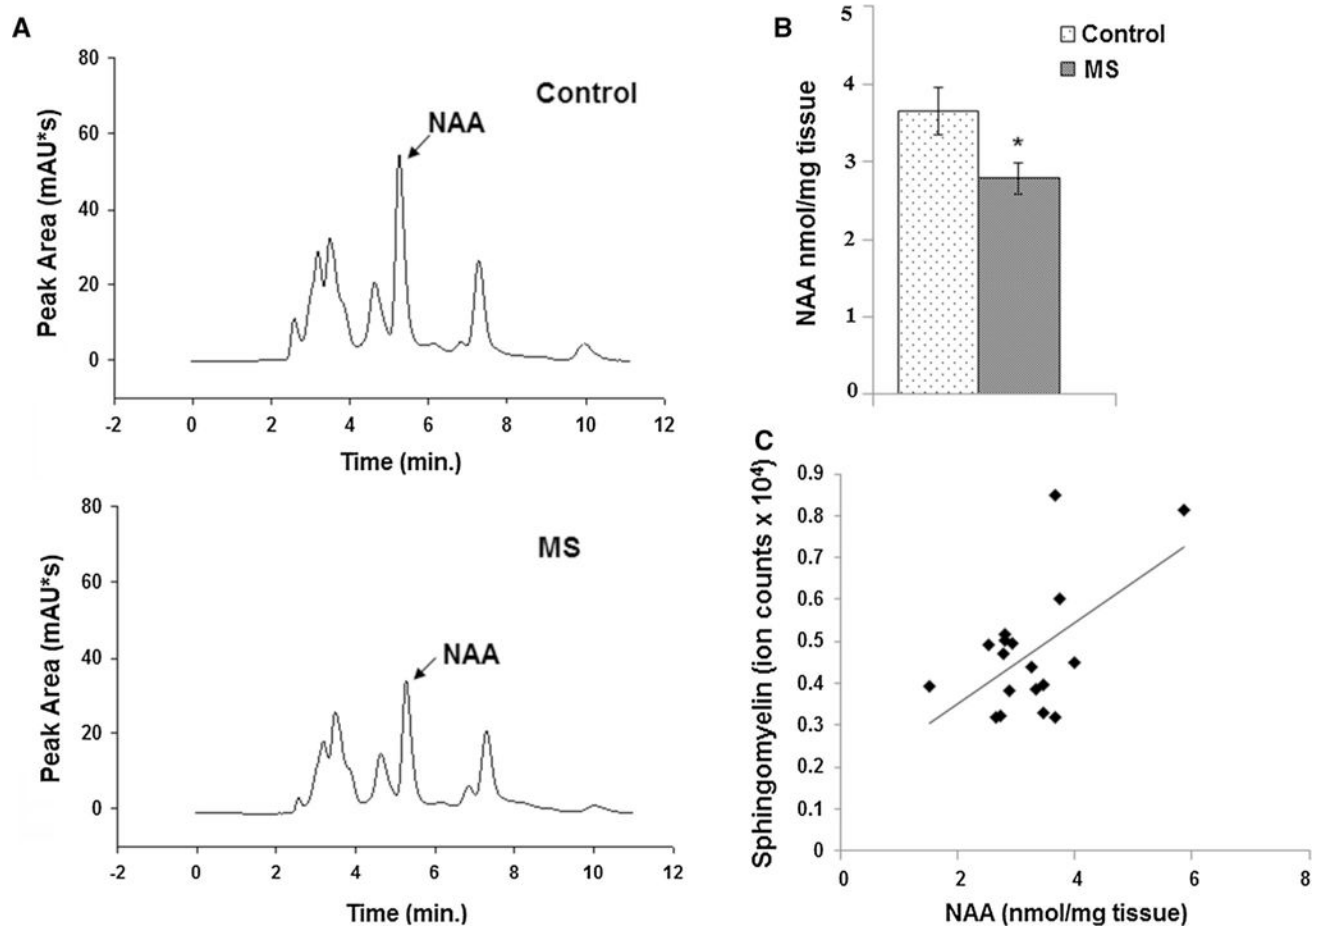 A
80
60
40
20
0
Peak Area (mAU*s)
Control
NAA
-2 0 2 4 6 8 10 12
Time (min.)
80
60
40
20
0
Peak Area (mAU*s)
MS
NAA
-2 0 2 4 6 8 10 12
Time (min.)
B
5
4
3
2
1
0
NAA nmol/mg tissue
Control
MS
*
C
Sphingomyelin (ion counts x 10⁴)
0.9
0.8
0.7
0.6
0.5
0.4
0.3
0.2
0.1
0
0 2 4 6 8
NAA (nmol/mg tissue)